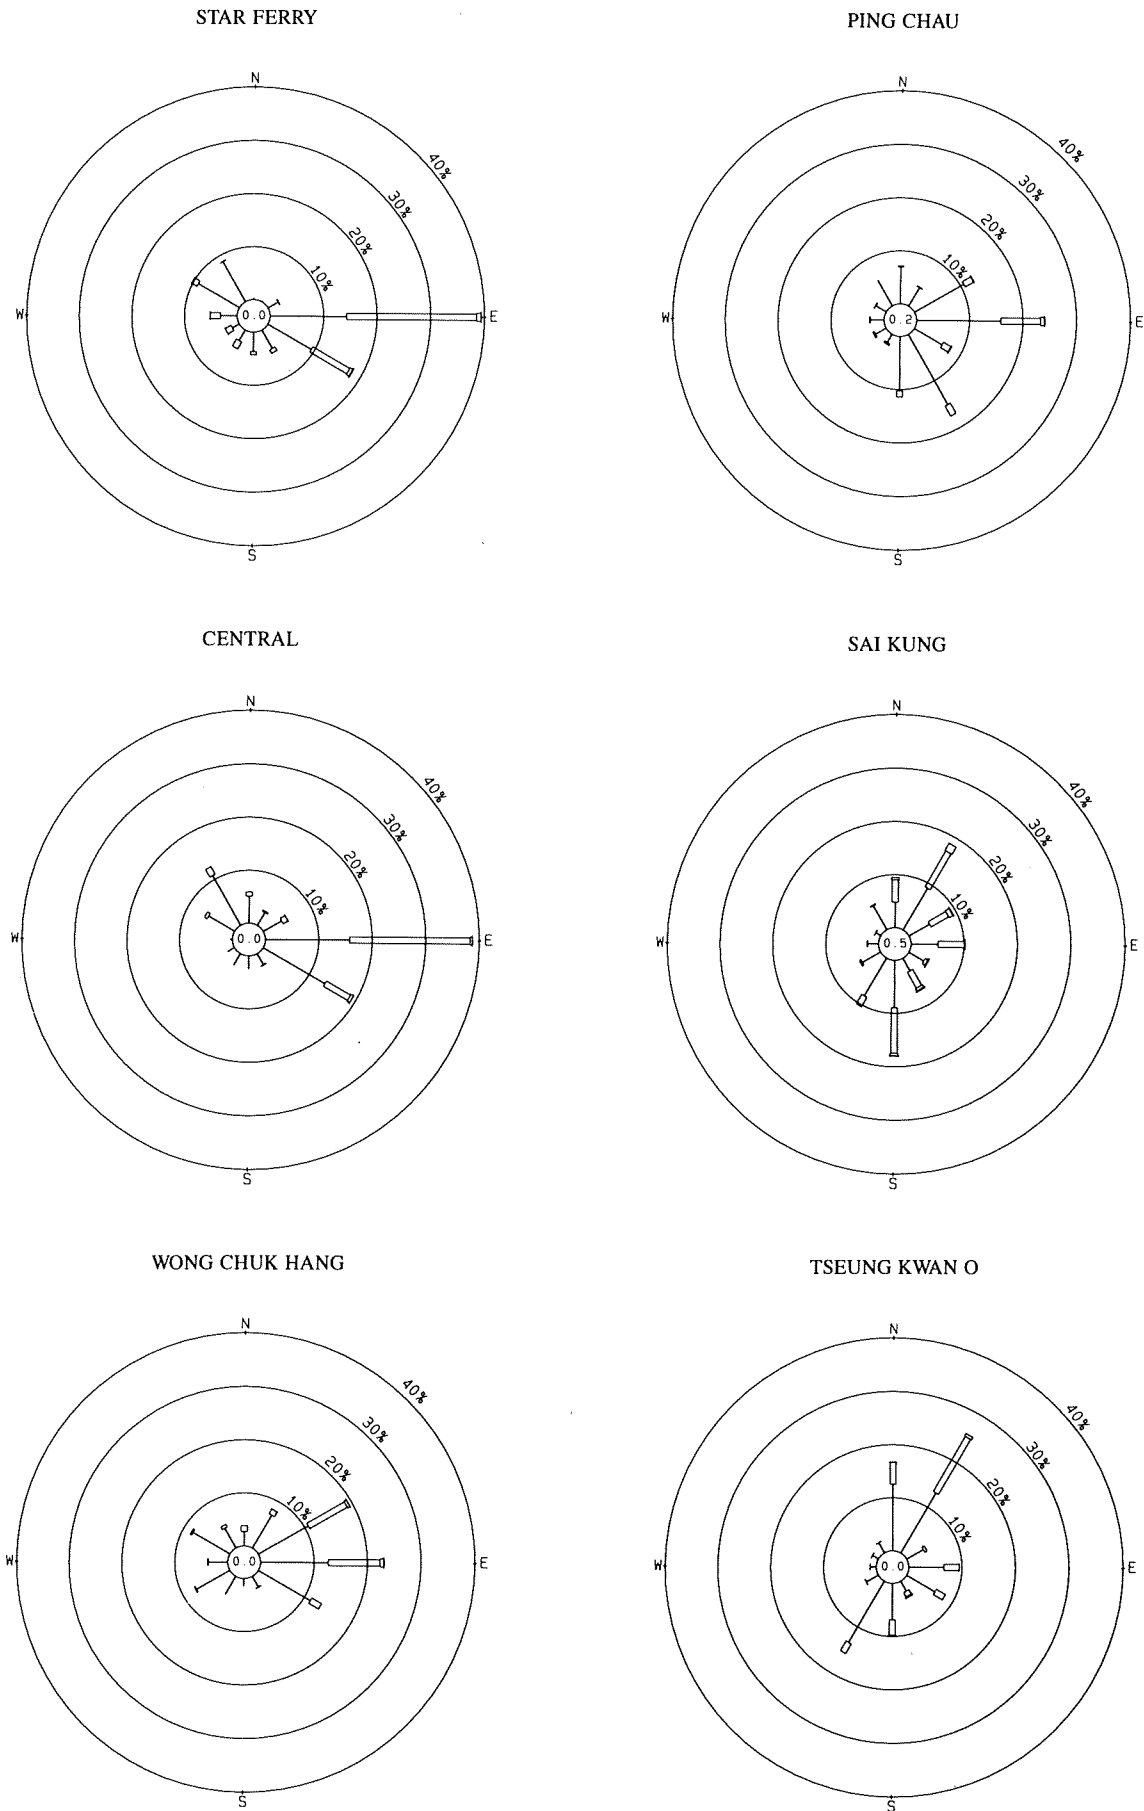 STAR FERRY
N
40%
30%
20%
10%
W
0.0
E
S
PING CHAU
N
40%
30%
20%
10%
W
0.2
E
S
CENTRAL
N
40%
30%
20%
10%
W
0.0
E
S
SAI KUNG
N
40%
30%
20%
10%
W
0.5
E
S
WONG CHUK HANG
N
40%
30%
20%
10%
W
0.0
E
S
TSEUNG KWAN O
N
40%
30%
20%
10%
W
0.0
E
S